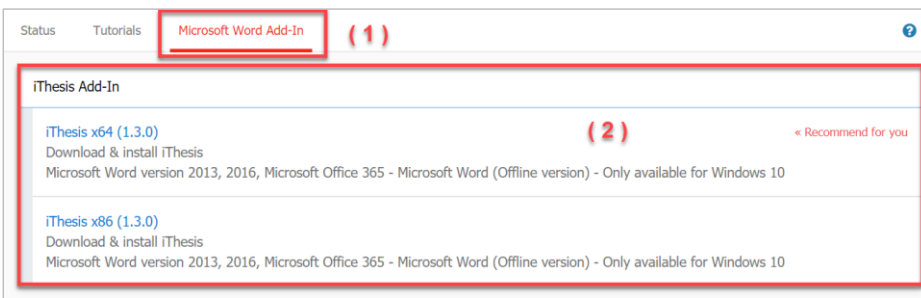 Status Tutorials Microsoft Word Add-In ( 1 ) ?
iThesis Add-In
iThesis x64 (1.3.0) ( 2 ) « Recommend for you
Download & install iThesis
Microsoft Word version 2013, 2016, Microsoft Office 365 - Microsoft Word (Offline version) - Only available for Windows 10
iThesis x86 (1.3.0)
Download & install iThesis
Microsoft Word version 2013, 2016, Microsoft Office 365 - Microsoft Word (Offline version) - Only available for Windows 10